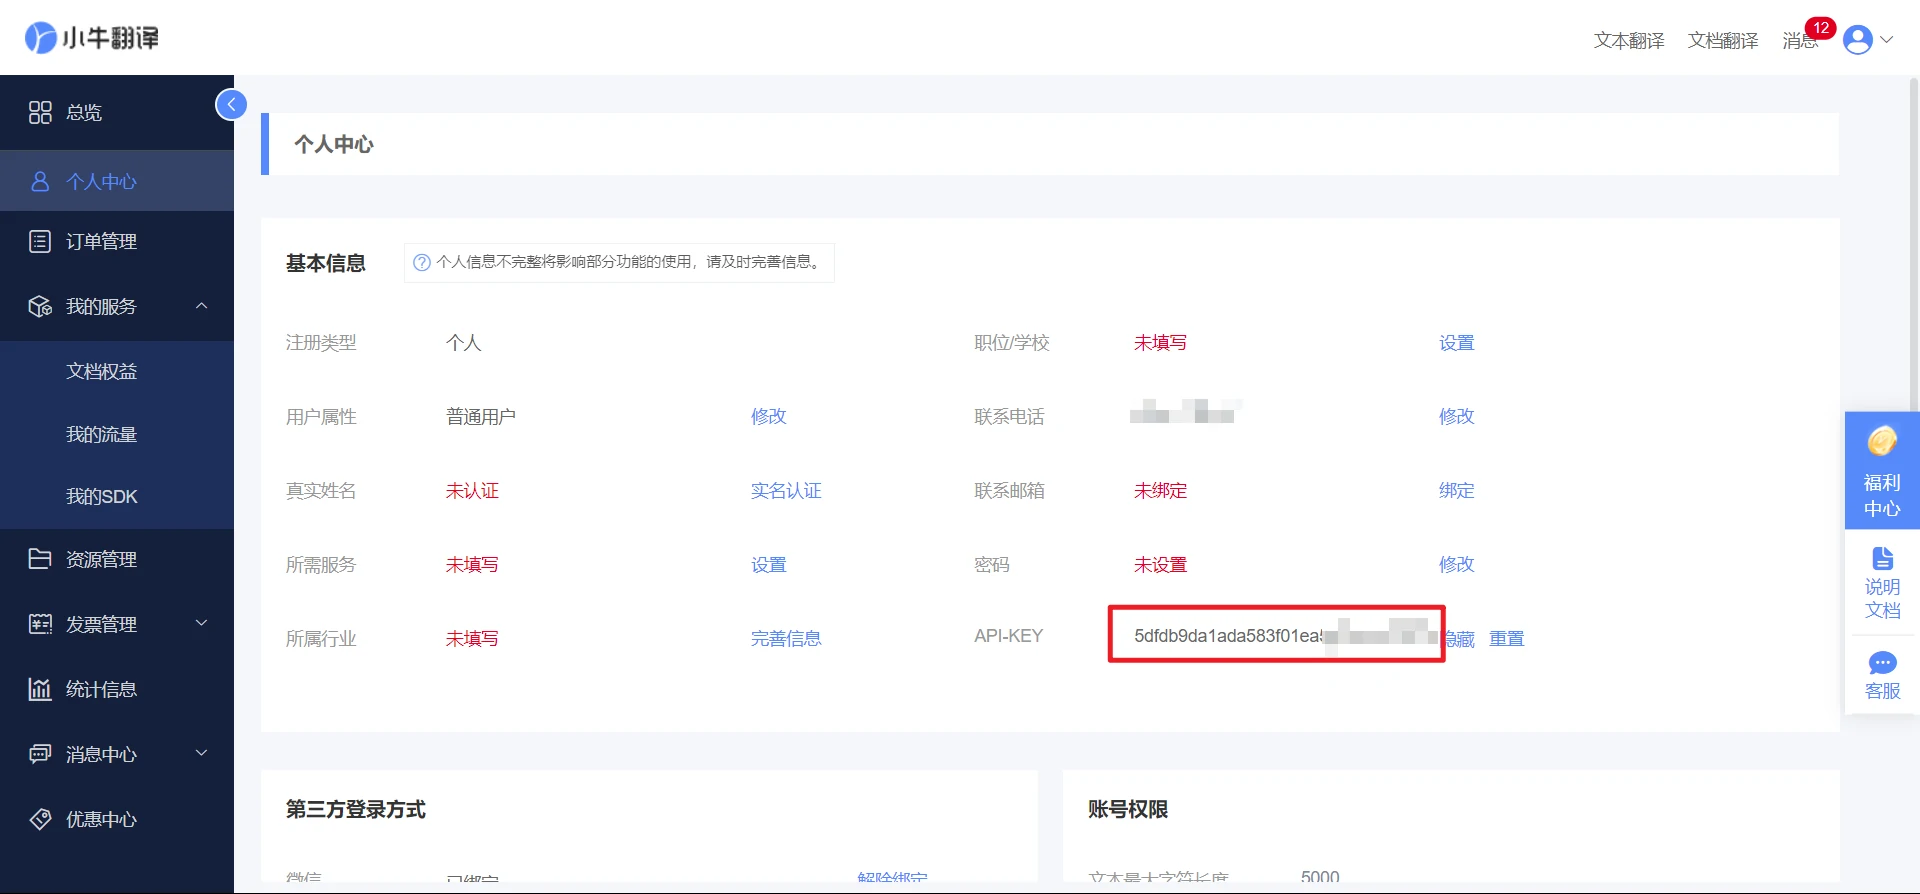 小牛翻译
文本翻译 文档翻译 消息 12
总览
个人中心
订单管理
我的服务
文档权益
我的流量
我的SDK
资源管理
发票管理
统计信息
消息中心
优惠中心
个人中心
基本信息 个人信息不完整将影响部分功能的使用，请及时完善信息。
注册类型 个人 职位/学校 未填写 设置
用户属性 普通用户 修改 联系电话 修改
真实姓名 未认证 实名认证 联系邮箱 未绑定 绑定
所需服务 未填写 设置 密码 未设置 修改
所属行业 未填写 完善信息 API-KEY 5dfdb9da1ada583f01ea 隐藏 重置
第三方登录方式
微信 已绑定 解除绑定
账号权限
文本最大字符长度 5000
福利
中心
说明
文档
客服